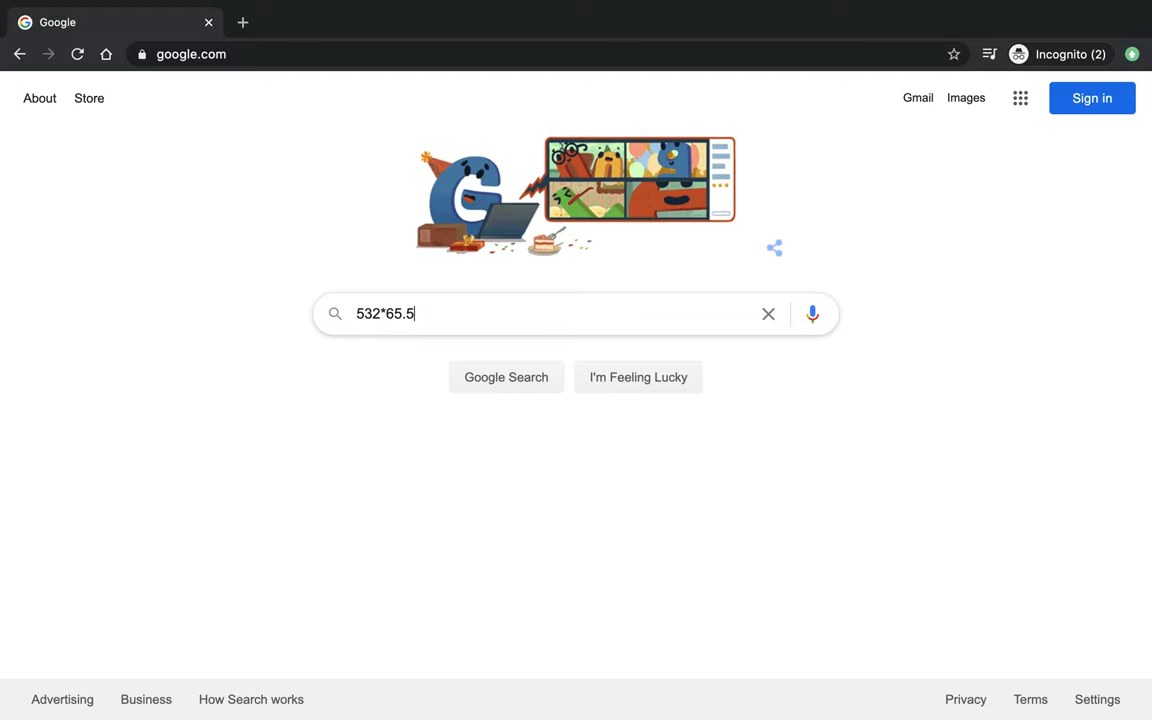 Google
google.com
Incognito (2)
About Store
Gmail Images
Sign in
532*65.5
Google Search
I'm Feeling Lucky
Advertising Business How Search works
Privacy Terms Settings